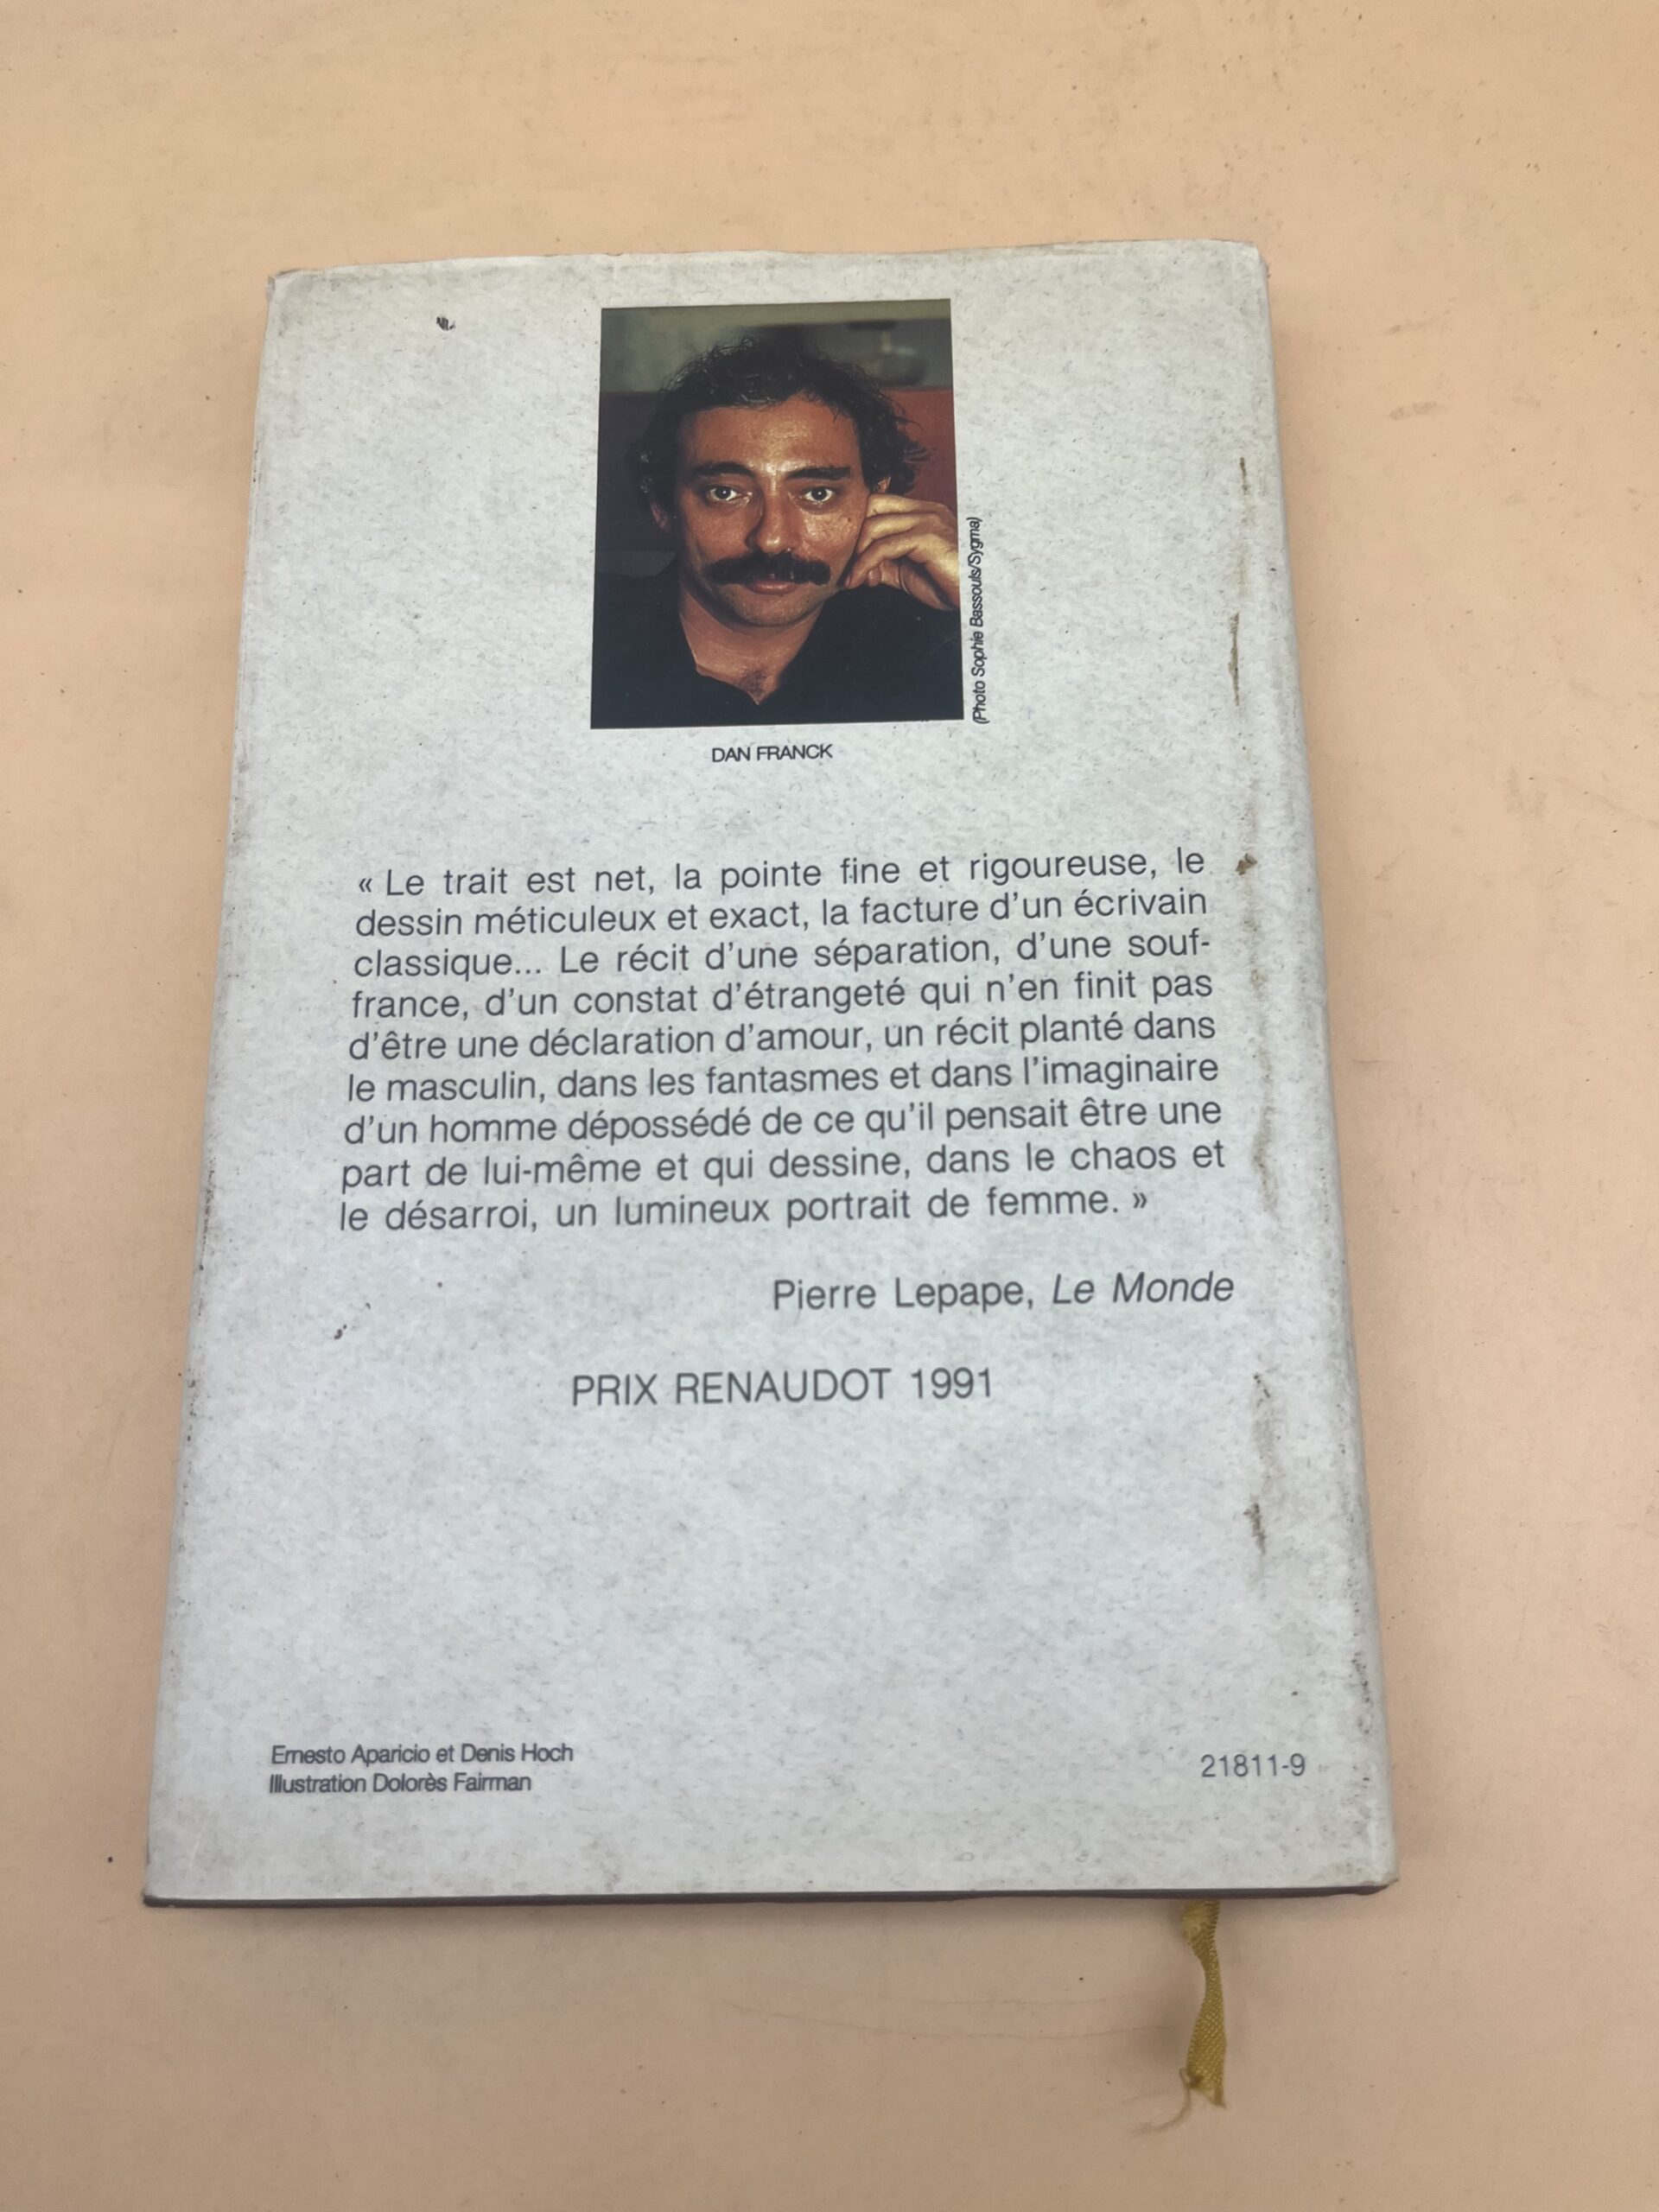 (Photo Sophie Bassouls/Sygma)
DAN FRANCK
« Le trait est net, la pointe fine et rigoureuse, le
dessin méticuleux et exact, la facture d'un écrivain
classique... Le récit d'une séparation, d'une souf-
france, d'un constat d'étrangeté qui n'en finit pas
d'être une déclaration d'amour, un récit planté dans
le masculin, dans les fantasmes et dans l'imaginaire
d'un homme dépossédé de ce qu'il pensait être une
part de lui-même et qui dessine, dans le chaos et
le désarroi, un lumineux portrait de femme. »
Pierre Lepape, Le Monde
PRIX RENAUDOT 1991
Ernesto Aparicio et Denis Hoch
Illustration Dolorès Fairman
21811-9